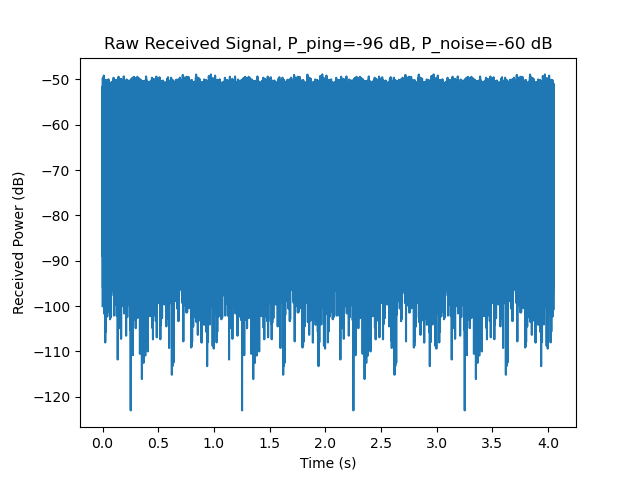 Raw Received Signal, P_ping=-96 dB, P_noise=-60 dB
Received Power (dB)
−50
−60
−70
−80
−90
−100
−110
−120
0.0 0.5 1.0 1.5 2.0 2.5 3.0 3.5 4.0
Time (s)